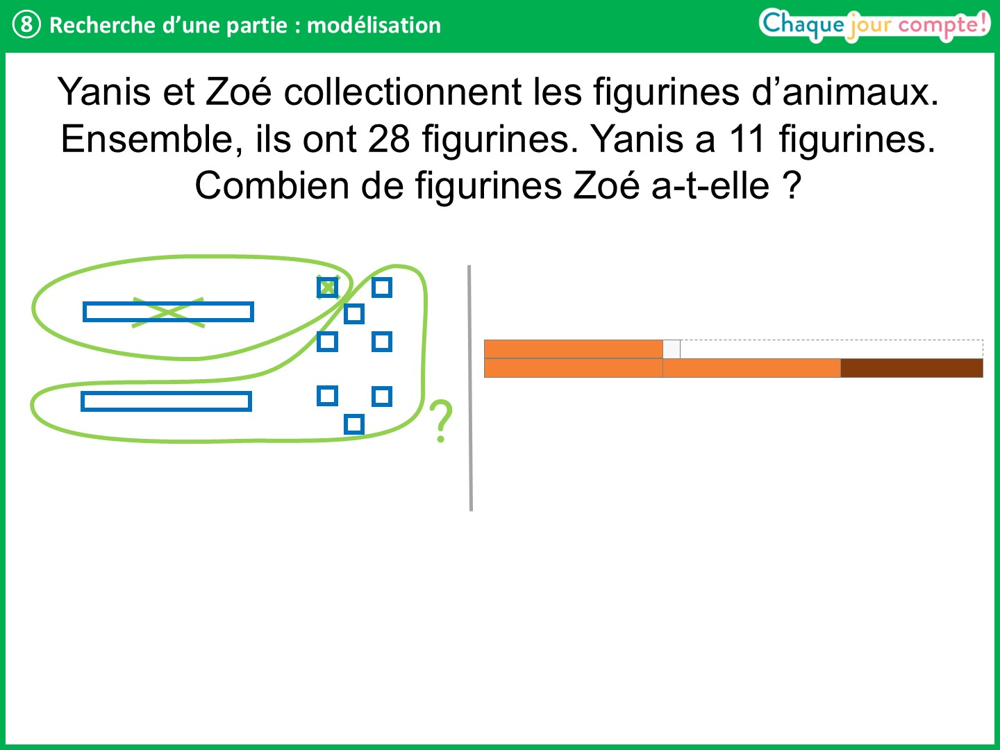 ⑧ Recherche d’une partie : modélisation
Chaque jour compte!
Yanis et Zoé collectionnent les figurines d’animaux.
Ensemble, ils ont 28 figurines. Yanis a 11 figurines.
Combien de figurines Zoé a-t-elle ?
?